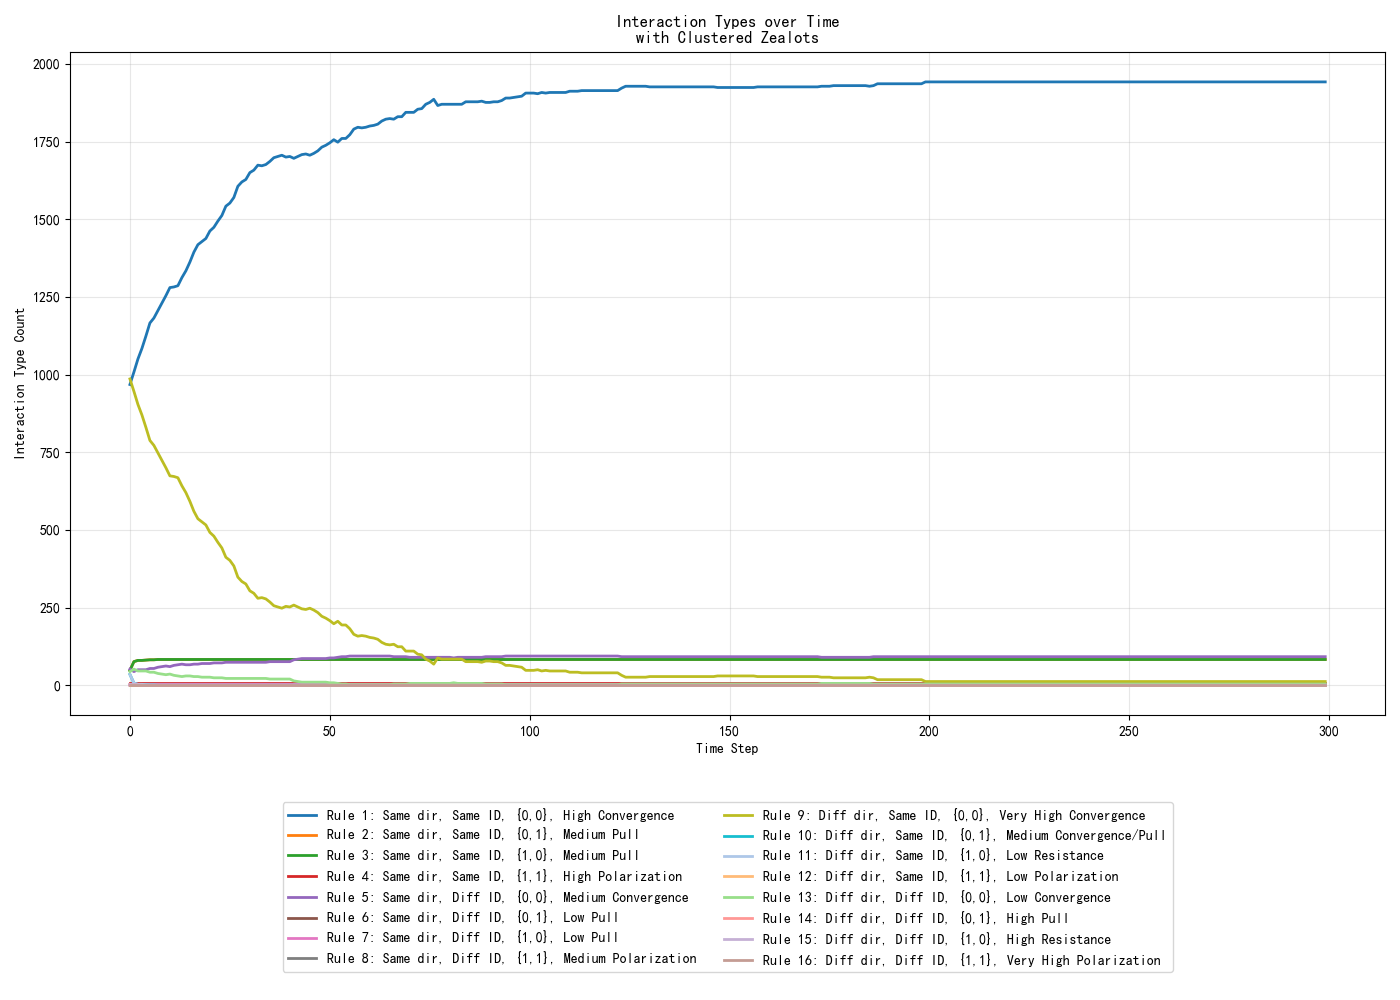 Interaction Types over Time
with Clustered Zealots
Interaction Type Count
2000
1750
1500
1250
1000
750
500
250
0
0
50
100
150
200
250
300
Time Step
Rule 1: Same dir, Same ID, {0,0}, High Convergence
Rule 2: Same dir, Same ID, {0,1}, Medium Pull
Rule 3: Same dir, Same ID, {1,0}, Medium Pull
Rule 4: Same dir, Same ID, {1,1}, High Polarization
Rule 5: Same dir, Diff ID, {0,0}, Medium Convergence
Rule 6: Same dir, Diff ID, {0,1}, Low Pull
Rule 7: Same dir, Diff ID, {1,0}, Low Pull
Rule 8: Same dir, Diff ID, {1,1}, Medium Polarization
Rule 9: Diff dir, Same ID, {0,0}, Very High Convergence
Rule 10: Diff dir, Same ID, {0,1}, Medium Convergence/Pull
Rule 11: Diff dir, Same ID, {1,0}, Low Resistance
Rule 12: Diff dir, Same ID, {1,1}, Low Polarization
Rule 13: Diff dir, Diff ID, {0,0}, Low Convergence
Rule 14: Diff dir, Diff ID, {0,1}, High Pull
Rule 15: Diff dir, Diff ID, {1,0}, High Resistance
Rule 16: Diff dir, Diff ID, {1,1}, Very High Polarization